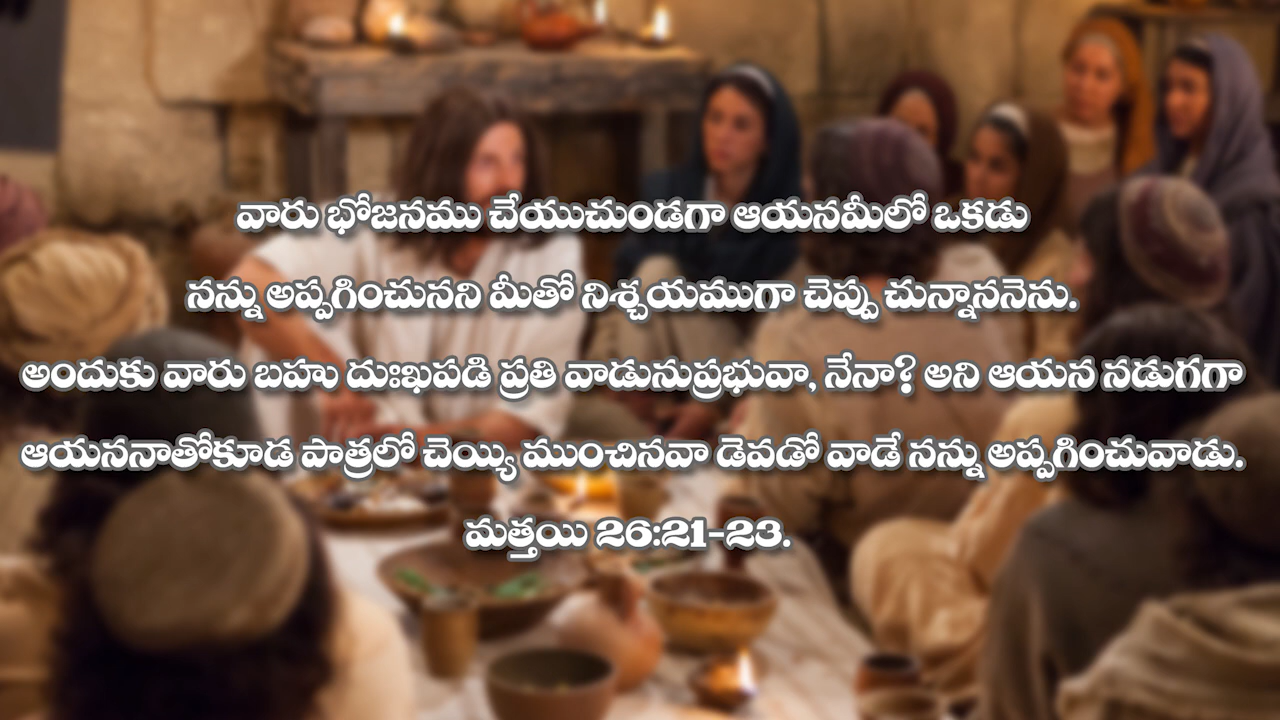 వారు భోజనము చేయుచుండగా ఆయనమీలో ఒకడు
నన్ను అప్పగించునని మీతో నిశ్చయముగా చెప్పు చున్నాననెను.
అందుకు వారు బహు దుఃఖపడి ప్రతి వాడునుప్రభువా, నేనా? అని ఆయన నడుగగా
ఆయననాతోకూడ పాత్రలో చెయ్యి ముంచినవా డెవడో వాడే నన్ను అప్పగించువాడు.
మత్తయి 26:21-23.